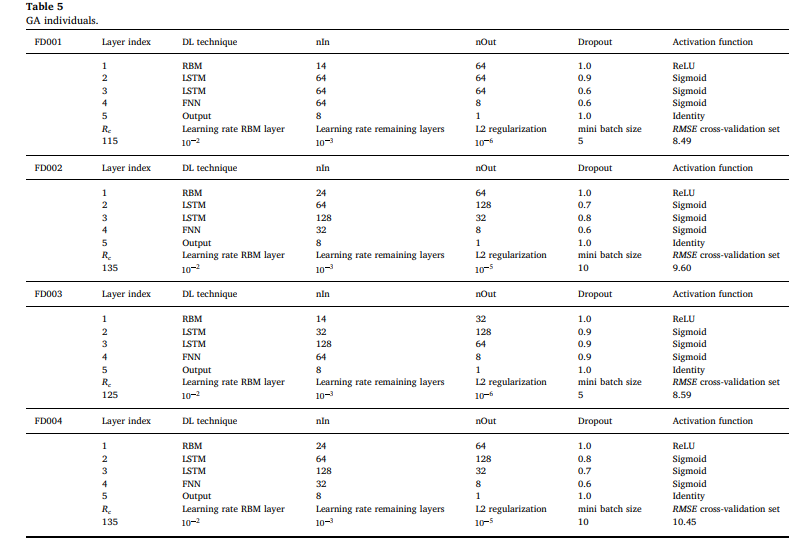 Table 5
GA individuals.
FD001 Layer index DL technique nIn nOut Dropout Activation function
1 RBM 14 64 1.0 ReLU
2 LSTM 64 64 0.9 Sigmoid
3 LSTM 64 64 0.6 Sigmoid
4 FNN 64 8 0.6 Sigmoid
5 Output 8 1 1.0 Identity
Rc Learning rate RBM layer Learning rate remaining layers L2 regularization mini batch size RMSE cross-validation set
115 10⁻² 10⁻³ 10⁻⁶ 5 8.49
FD002 Layer index DL technique nIn nOut Dropout Activation function
1 RBM 24 64 1.0 ReLU
2 LSTM 64 128 0.7 Sigmoid
3 LSTM 128 32 0.8 Sigmoid
4 FNN 32 8 0.6 Sigmoid
5 Output 8 1 1.0 Identity
Rc Learning rate RBM layer Learning rate remaining layers L2 regularization mini batch size RMSE cross-validation set
135 10⁻² 10⁻³ 10⁻⁵ 10 9.60
FD003 Layer index DL technique nIn nOut Dropout Activation function
1 RBM 14 32 1.0 ReLU
2 LSTM 32 128 0.9 Sigmoid
3 LSTM 128 64 0.9 Sigmoid
4 FNN 64 8 0.9 Sigmoid
5 Output 8 1 1.0 Identity
Rc Learning rate RBM layer Learning rate remaining layers L2 regularization mini batch size RMSE cross-validation set
125 10⁻² 10⁻³ 10⁻⁶ 5 8.59
FD004 Layer index DL technique nIn nOut Dropout Activation function
1 RBM 24 64 1.0 ReLU
2 LSTM 64 128 0.8 Sigmoid
3 LSTM 128 32 0.7 Sigmoid
4 FNN 32 8 0.6 Sigmoid
5 Output 8 1 1.0 Identity
Rc Learning rate RBM layer Learning rate remaining layers L2 regularization mini batch size RMSE cross-validation set
135 10⁻² 10⁻³ 10⁻⁵ 10 10.45